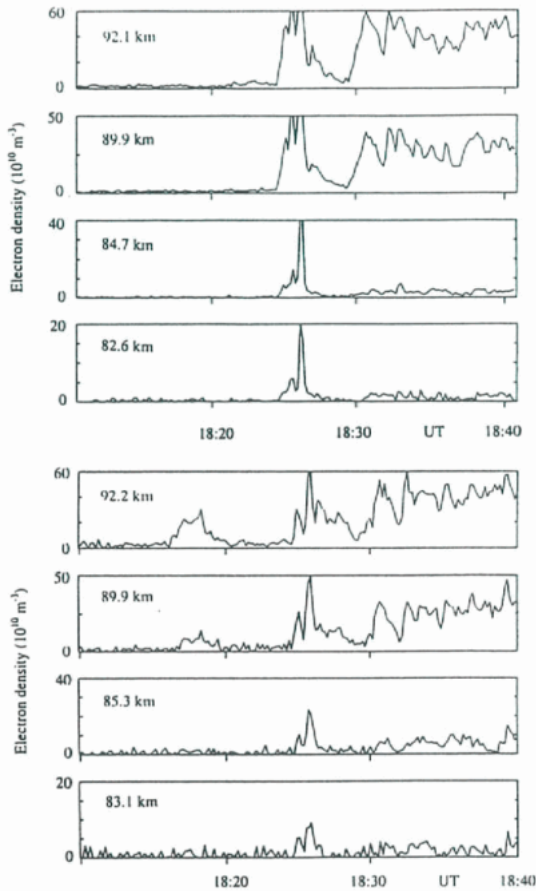 60
92.1 km
0
50
89.9 km
0
40
84.7 km
0
20
82.6 km
0
18:20 18:30 UT 18:40
Electron density (10¹⁰ m⁻³)
60
92.2 km
0
50
89.9 km
0
40
85.3 km
0
20
83.1 km
0
18:20 18:30 UT 18:40
Electron density (10¹⁰ m⁻³)